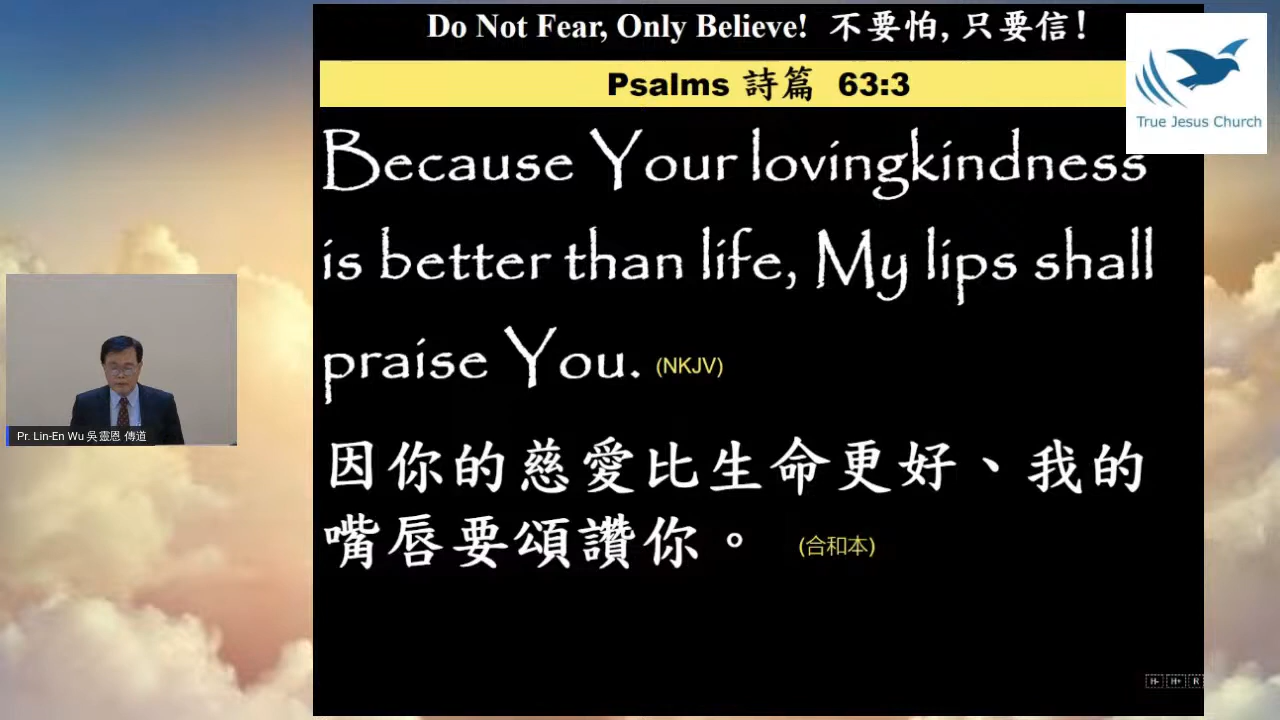 Do Not Fear, Only Believe! 不要怕, 只要信!
Psalms 詩篇 63:3
True Jesus Church
Because Your lovingkindness
is better than life, My lips shall
praise You. (NKJV)
因你的慈愛比生命更好、我的
嘴唇要頌讚你。 (合和本)
Pr. Lin-En Wu 吳靈恩 傳道
H- H+ R